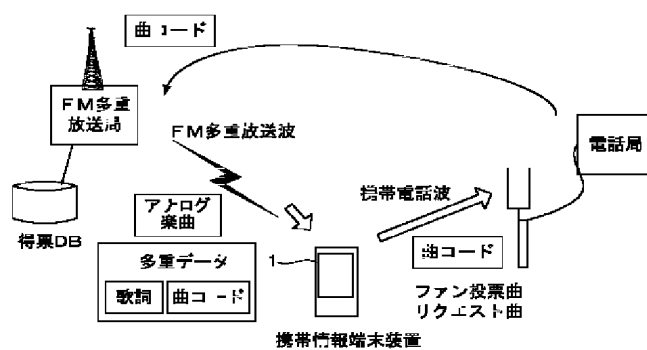 曲コード
FM多重
放送局
FM多重放送波
電話局
得票DB
アナログ
楽曲
携帯電話波
多重データ
歌詞
曲コード
1
曲コード
ファン投票曲
リクエスト曲
携帯情報端末装置